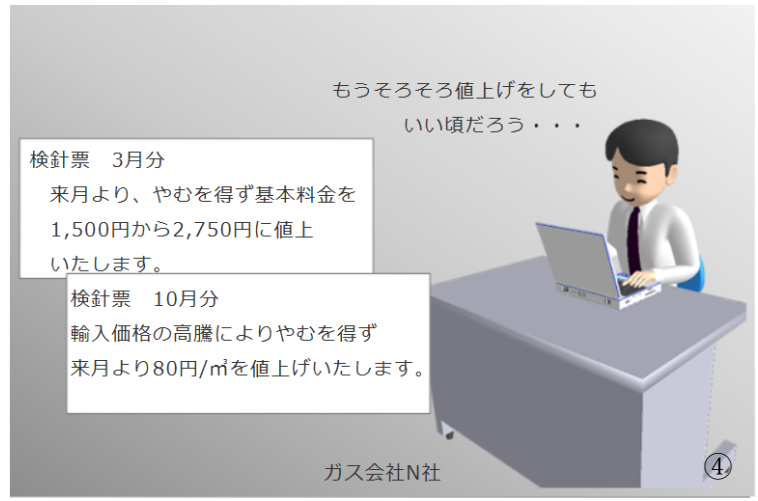 もうそろそろ値上げをしても
いい頃だろう・・・
検針票　3月分
来月より、やむを得ず基本料金を
1,500円から2,750円に値上
いたします。
検針票　10月分
輸入価格の高騰によりやむを得ず
来月より80円/㎥を値上げいたします。
ガス会社N社
④